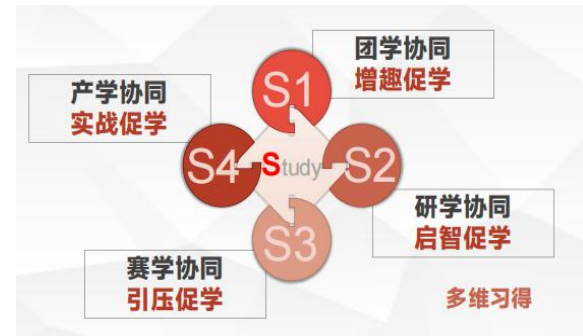 团学协同
增趣促学
S1
产学协同
实战促学
S4
Study
S2
研学协同
启智促学
S3
赛学协同
引压促学
多维习得